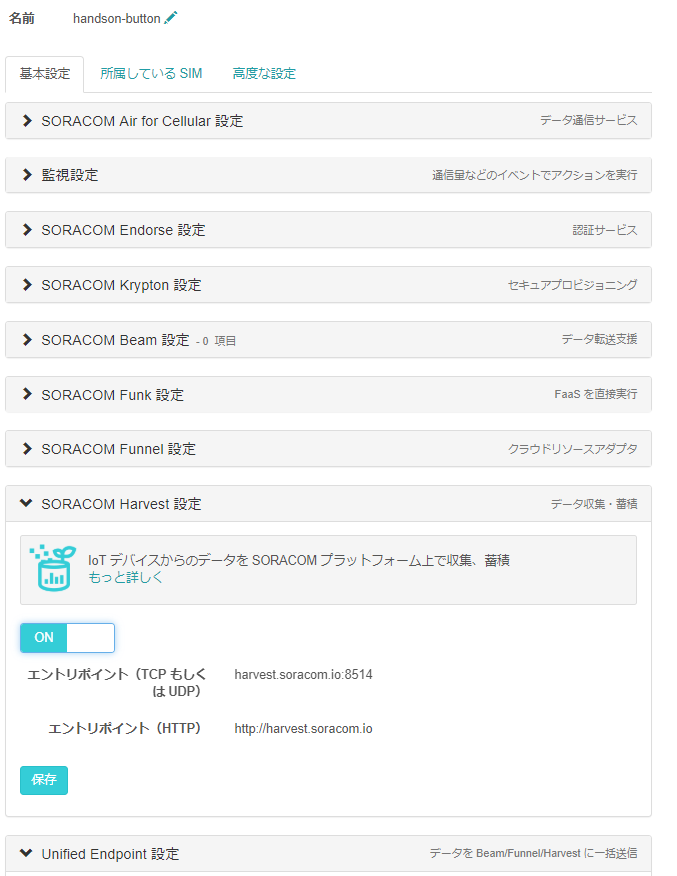 名前 handson-button
基本設定 所属している SIM 高度な設定
SORACOM Air for Cellular 設定 データ通信サービス
監視設定 通信量などのイベントでアクションを実行
SORACOM Endorse 設定 認証サービス
SORACOM Krypton 設定 セキュアプロビジョニング
SORACOM Beam 設定 - 0 項目 データ転送支援
SORACOM Funk 設定 FaaS を直接実行
SORACOM Funnel 設定 クラウドリソースアダプタ
SORACOM Harvest 設定 データ収集・蓄積
IoT デバイスからのデータを SORACOM プラットフォーム上で収集、蓄積
もっと詳しく
ON
エントリポイント（TCP もしく harvest.soracom.io:8514
は UDP）
エントリポイント（HTTP） http://harvest.soracom.io
保存
Unified Endpoint 設定 データを Beam/Funnel/Harvest に一括送信